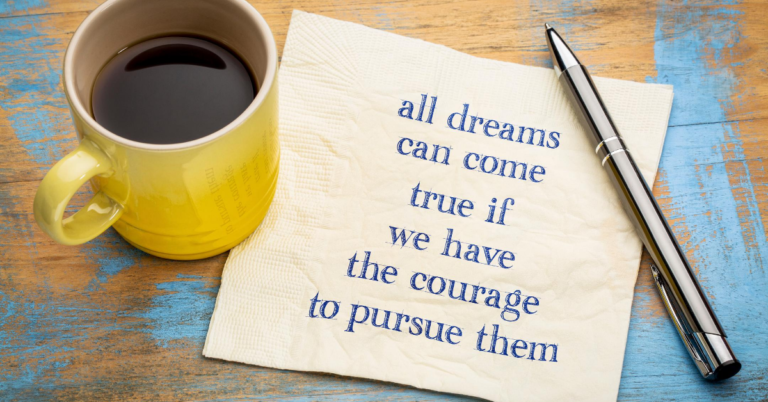 all dreams
can come
true if
we have
the courage
to pursue them